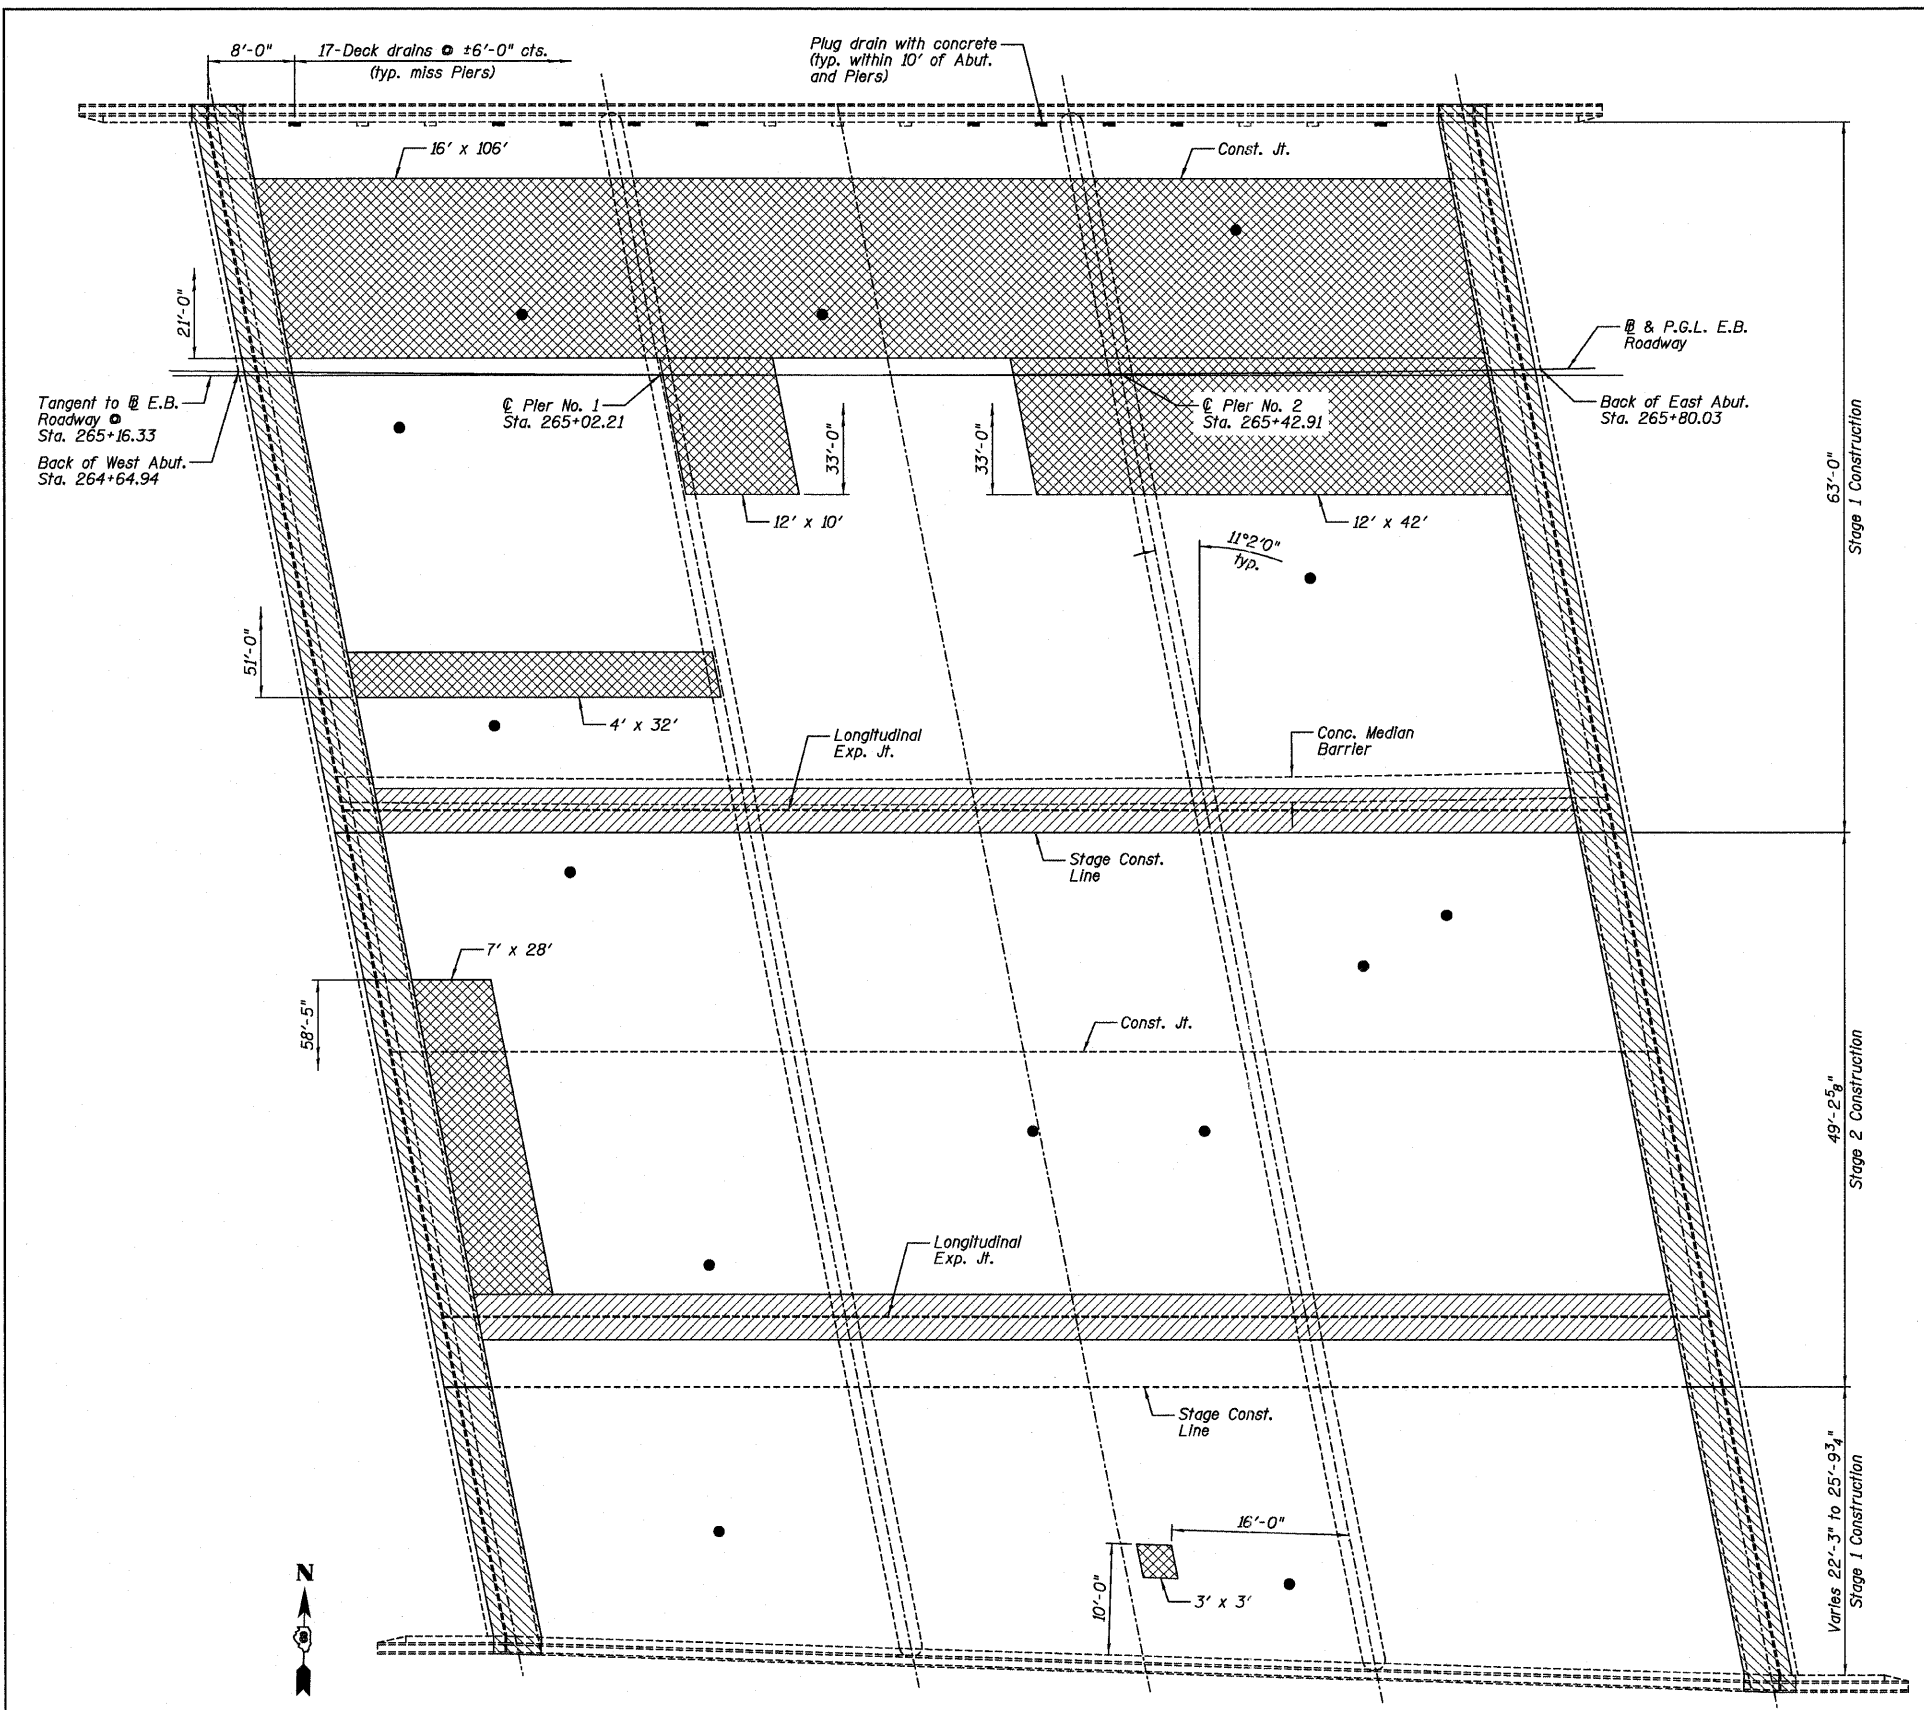 8'-0"
17-Deck drains @ ±6'-0" cts.
(typ. miss Piers)
Plug drain with concrete
(typ. within 10' of Abut.
and Piers)
16' x 106'
Const. Jt.
21'-0"
℄ Pier No. 1
Sta. 265+02.21
℄ Pier No. 2
Sta. 265+42.91
& P.G.L. E.B.
Roadway
Back of East Abut.
Sta. 265+80.03
Tangent to E.B.
Roadway @
Sta. 265+16.33
Back of West Abut.
Sta. 264+64.94
33'-0"
33'-0"
12' x 10'
12' x 42'
11°2'0"
typ.
63'-0"
Stage 1 Construction
51'-0"
4' x 32'
Longitudinal
Exp. Jt.
Conc. Median
Barrier
Stage Const.
Line
7' x 28'
58'-5"
Const. Jt.
49'-2⅝"
Stage 2 Construction
Longitudinal
Exp. Jt.
Stage Const.
Line
16'-0"
10'-0"
3' x 3'
Varies 22'-3" to 25'-9¾"
Stage 1 Construction
N